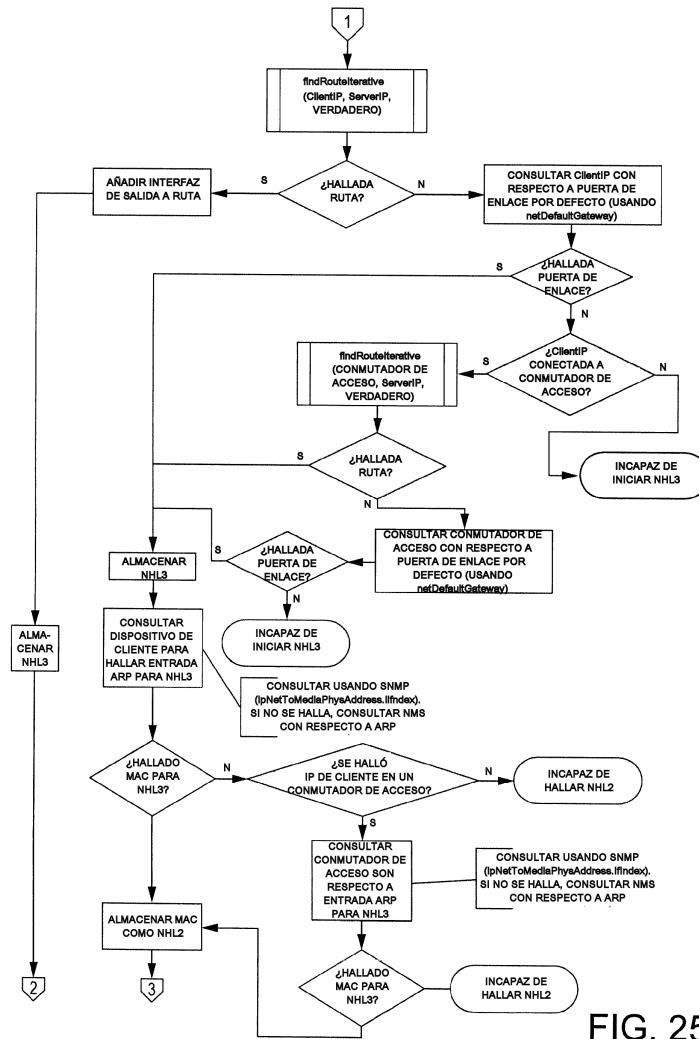 1
findRouteIterative
(ClientIP, ServerIP,
VERDADERO)
AÑADIR INTERFAZ
DE SALIDA A RUTA
S
¿HALLADA
RUTA?
N
CONSULTAR ClientIP CON
RESPECTO A PUERTA DE
ENLACE POR DEFECTO (USANDO
netDefaultGateway)
S
¿HALLADA
PUERTA DE
ENLACE?
N
findRouteIterative
(CONMUTADOR DE
ACCESO, ServerIP,
VERDADERO)
S
¿ClientIP
CONECTADA A
CONMUTADOR DE
ACCESO?
N
S
¿HALLADA
RUTA?
N
INCAPAZ DE
INICIAR NHL3
ALMACENAR
NHL3
S
¿HALLADA
PUERTA DE
ENLACE?
N
CONSULTAR CONMUTADOR DE
ACCESO CON RESPECTO A
PUERTA DE ENLACE POR
DEFECTO (USANDO
netDefaultGateway)
INCAPAZ DE
INICIAR NHL3
ALMA-
CENAR
NHL3
CONSULTAR
DISPOSITIVO DE
CLIENTE PARA
HALLAR ENTRADA
ARP PARA NHL3
CONSULTAR USANDO SNMP
(ipNetToMediaPhysAddress.IfIndex).
SI NO SE HALLA, CONSULTAR NMS
CON RESPECTO A ARP
¿HALLADO
MAC PARA
NHL3?
N
¿SE HALLÓ
IP DE CLIENTE EN UN
CONMUTADOR DE ACCESO?
N
INCAPAZ DE
HALLAR NHL2
S
CONSULTAR
CONMUTADOR DE
ACCESO SON
RESPECTO A
ENTRADA ARP
PARA NHL3
CONSULTAR USANDO SNMP
(ipNetToMediaPhysAddress.IfIndex).
SI NO SE HALLA, CONSULTAR NMS
CON RESPECTO A ARP
ALMACENAR MAC
COMO NHL2
¿HALLADO
MAC PARA
NHL3?
INCAPAZ DE
HALLAR NHL2
2
3
FIG. 25